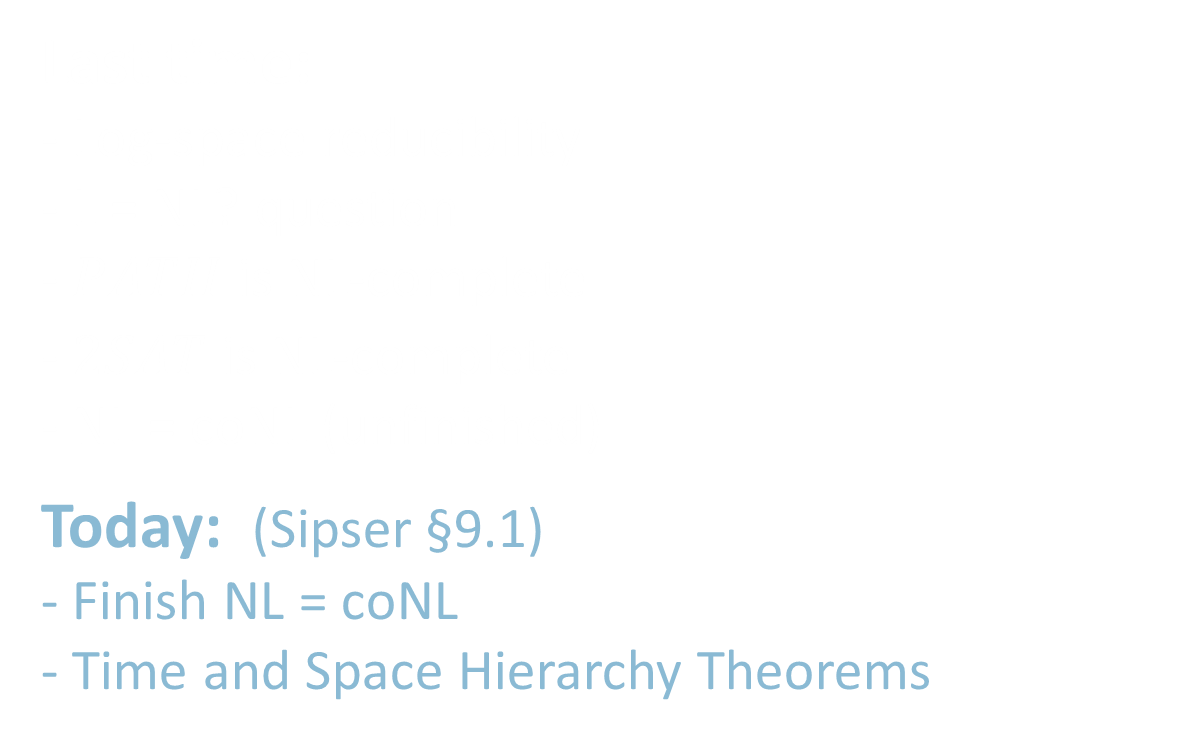 Today: (Sipser §9.1)
- Finish NL = coNL
- Time and Space Hierarchy Theorems